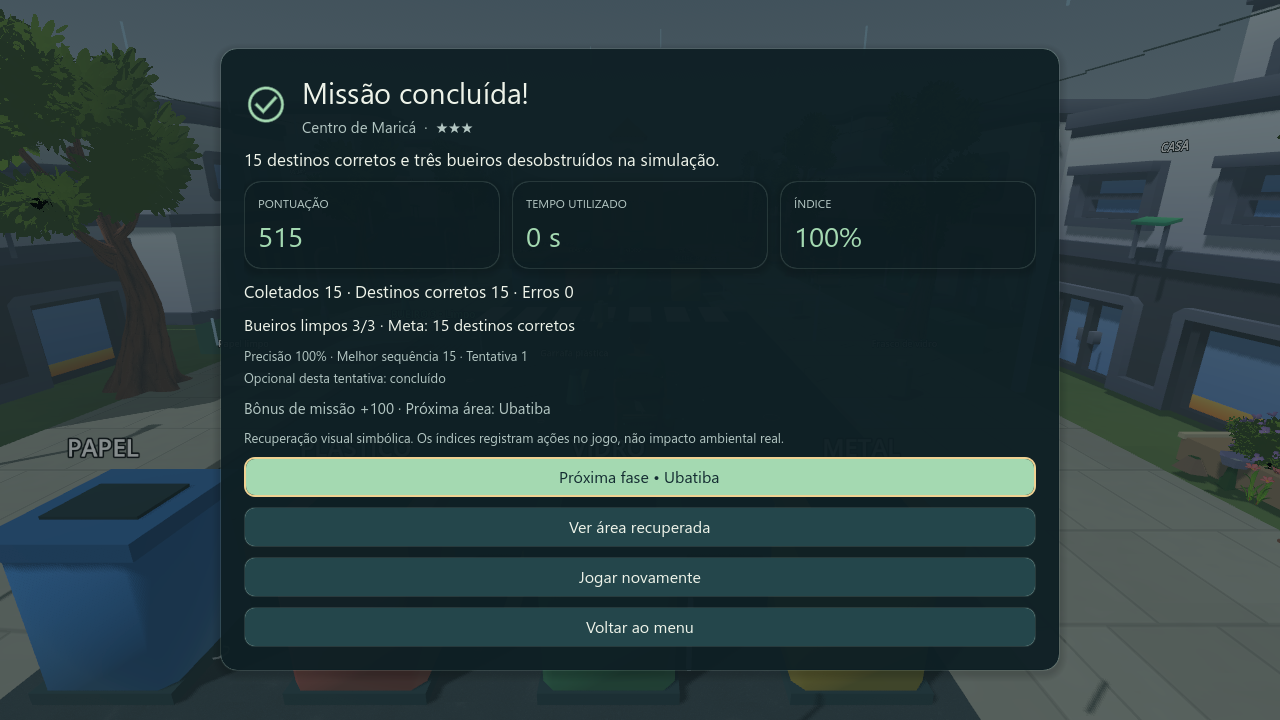 Missão concluída!
Centro de Maricá · ★★★
15 destinos corretos e três bueiros desobstruídos na simulação.
PONTUAÇÃO
515
TEMPO UTILIZADO
0 s
ÍNDICE
100%
Coletados 15 · Destinos corretos 15 · Erros 0
Bueiros limpos 3/3 · Meta: 15 destinos corretos
Precisão 100% · Melhor sequência 15 · Tentativa 1
Opcional desta tentativa: concluído
Bônus de missão +100 · Próxima área: Ubatiba
Recuperação visual simbólica. Os índices registram ações no jogo, não impacto ambiental real.
Próxima fase • Ubatiba
Ver área recuperada
Jogar novamente
Voltar ao menu
CASA
PAPEL
PLÁSTICO
VIDRO
METAL